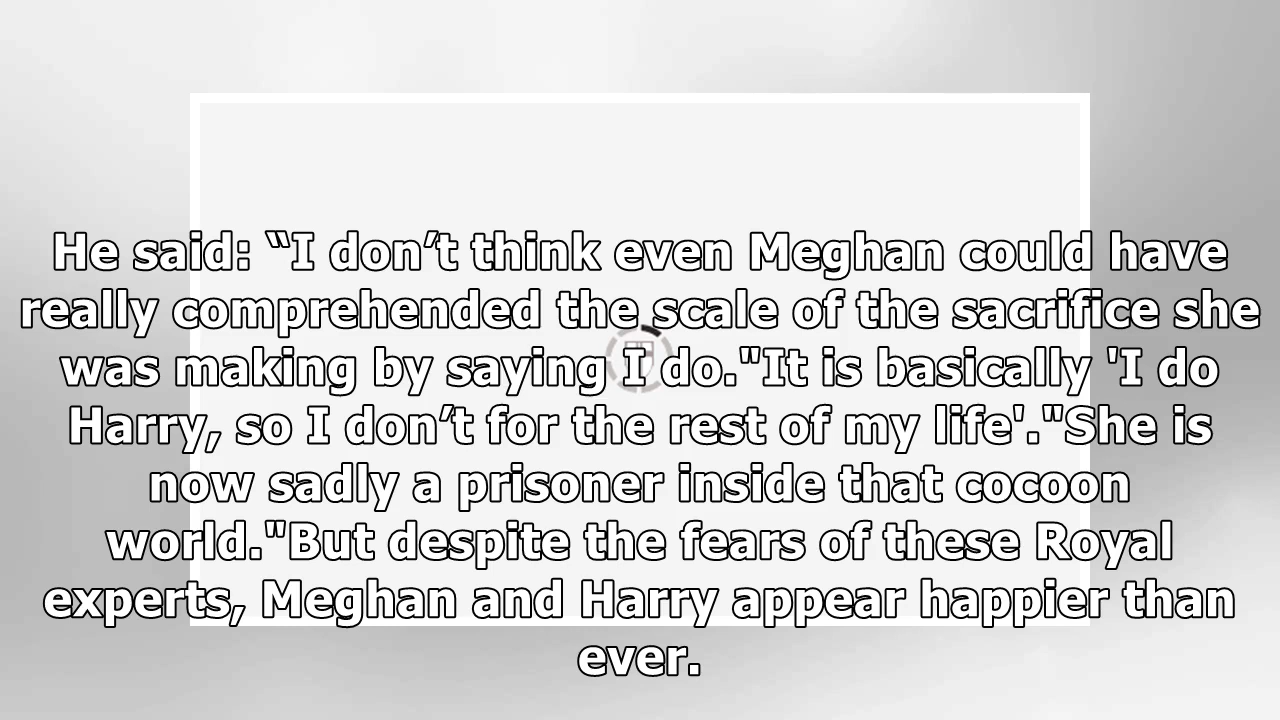 He said: “I don’t think even Meghan could have
really comprehended the scale of the sacrifice she
was making by saying I do."It is basically 'I do
Harry, so I don’t for the rest of my life'."She is
now sadly a prisoner inside that cocoon
world."But despite the fears of these Royal
experts, Meghan and Harry appear happier than
ever.